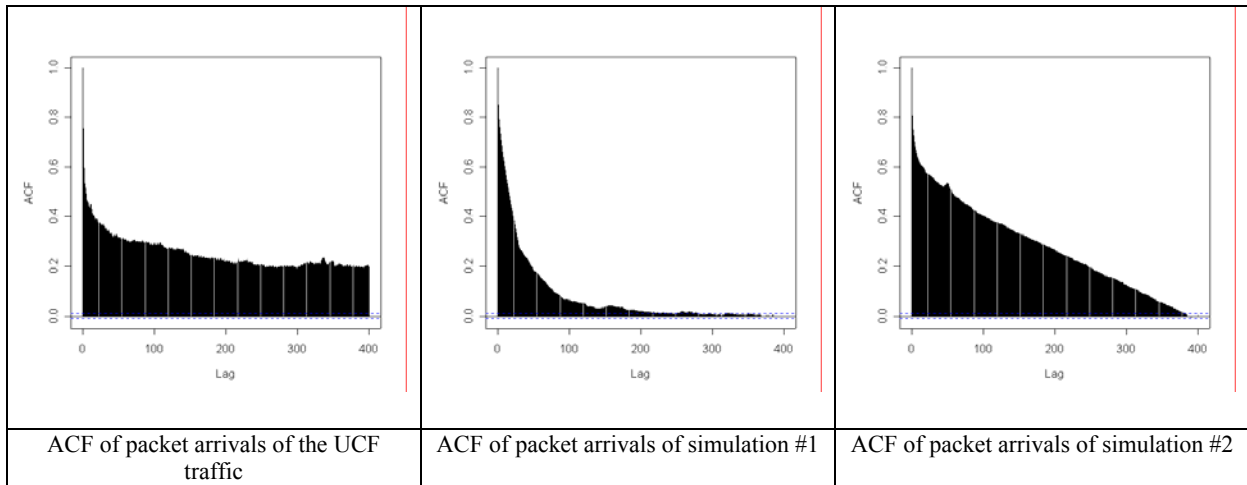 1.0
0.8
0.6
0.4
0.2
0.0
ACF
0 100 200 300 400
Lag
1.0
0.8
0.6
0.4
0.2
0.0
ACF
0 100 200 300 400
Lag
1.0
0.8
0.6
0.4
0.2
0.0
ACF
0 100 200 300 400
Lag
ACF of packet arrivals of the UCF
traffic
ACF of packet arrivals of simulation #1
ACF of packet arrivals of simulation #2